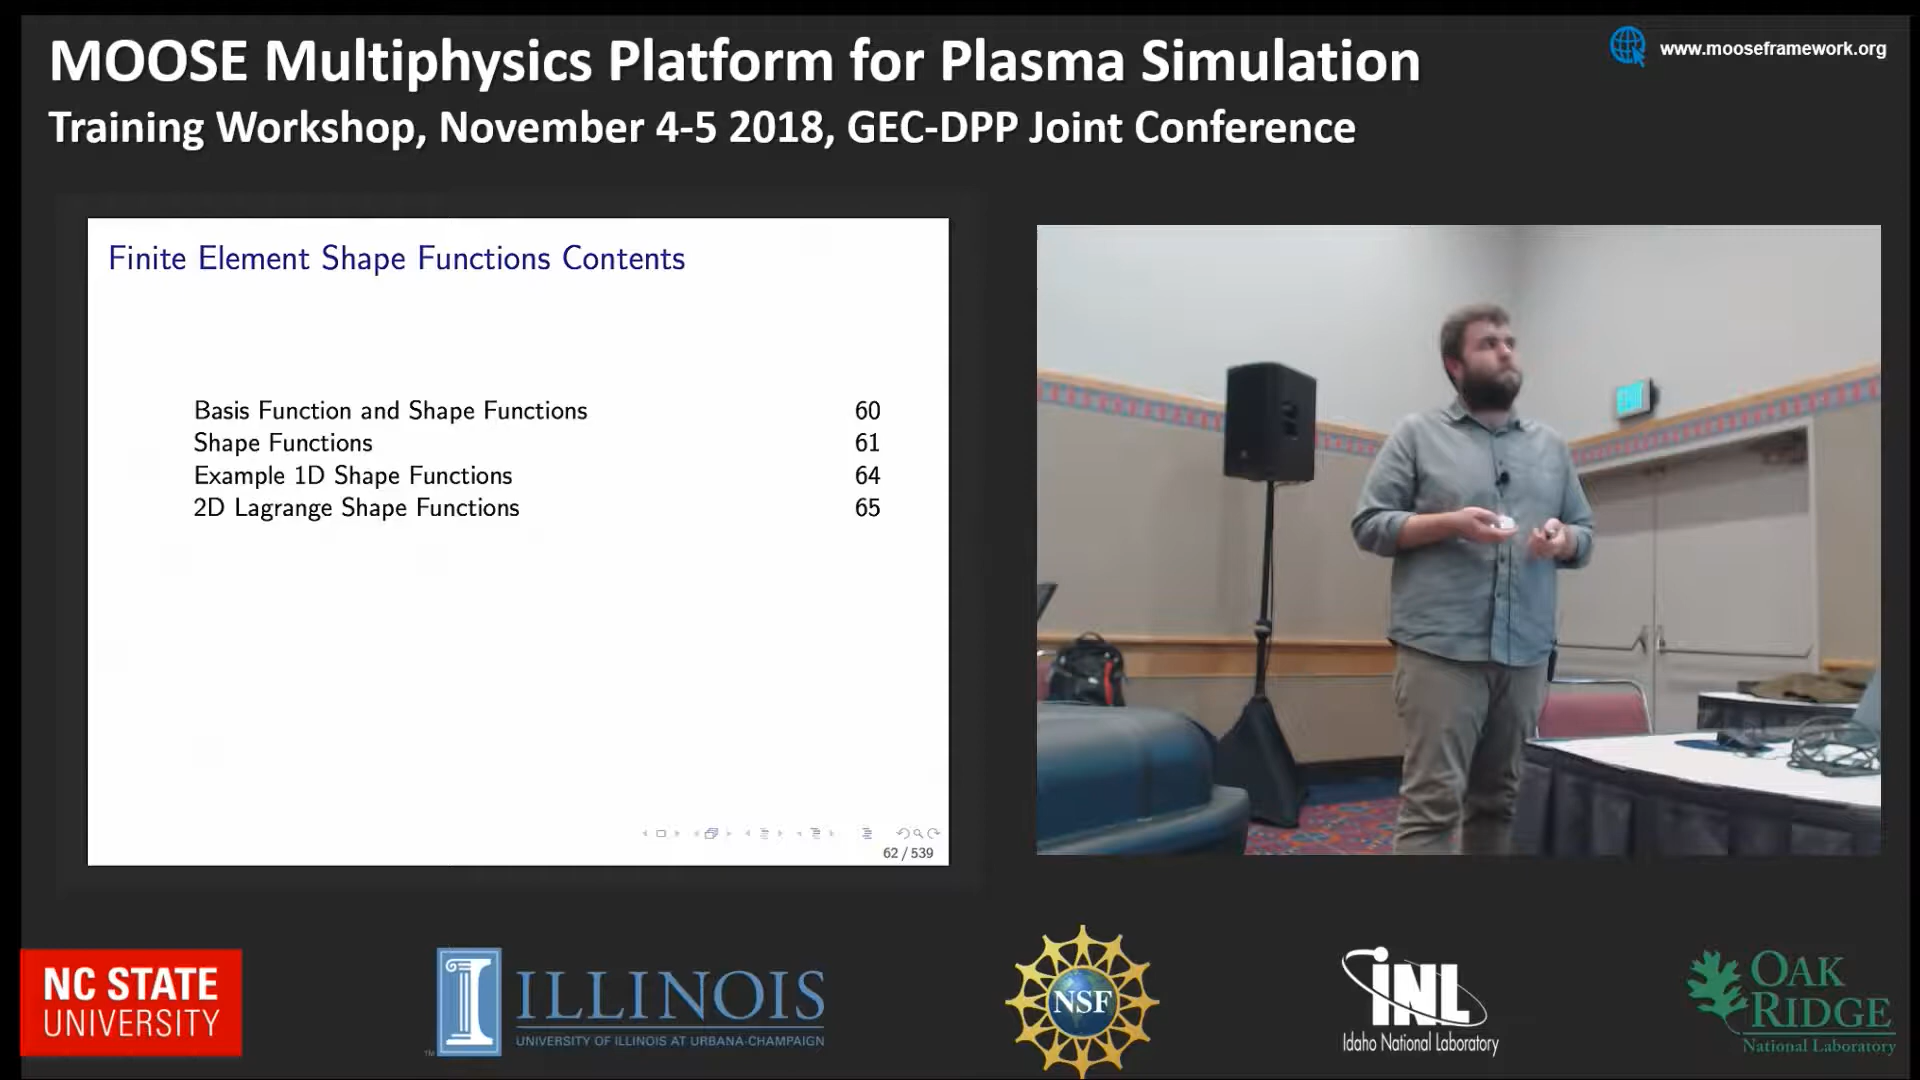 MOOSE Multiphysics Platform for Plasma Simulation
www.mooseframework.org
Training Workshop, November 4-5 2018, GEC-DPP Joint Conference
Finite Element Shape Functions Contents
Basis Function and Shape Functions 60
Shape Functions 61
Example 1D Shape Functions 64
2D Lagrange Shape Functions 65
62 / 539
NC STATE
UNIVERSITY
ILLINOIS
UNIVERSITY OF ILLINOIS AT URBANA-CHAMPAIGN
TM
NSF
INL
Idaho National Laboratory
OAK
RIDGE
National Laboratory